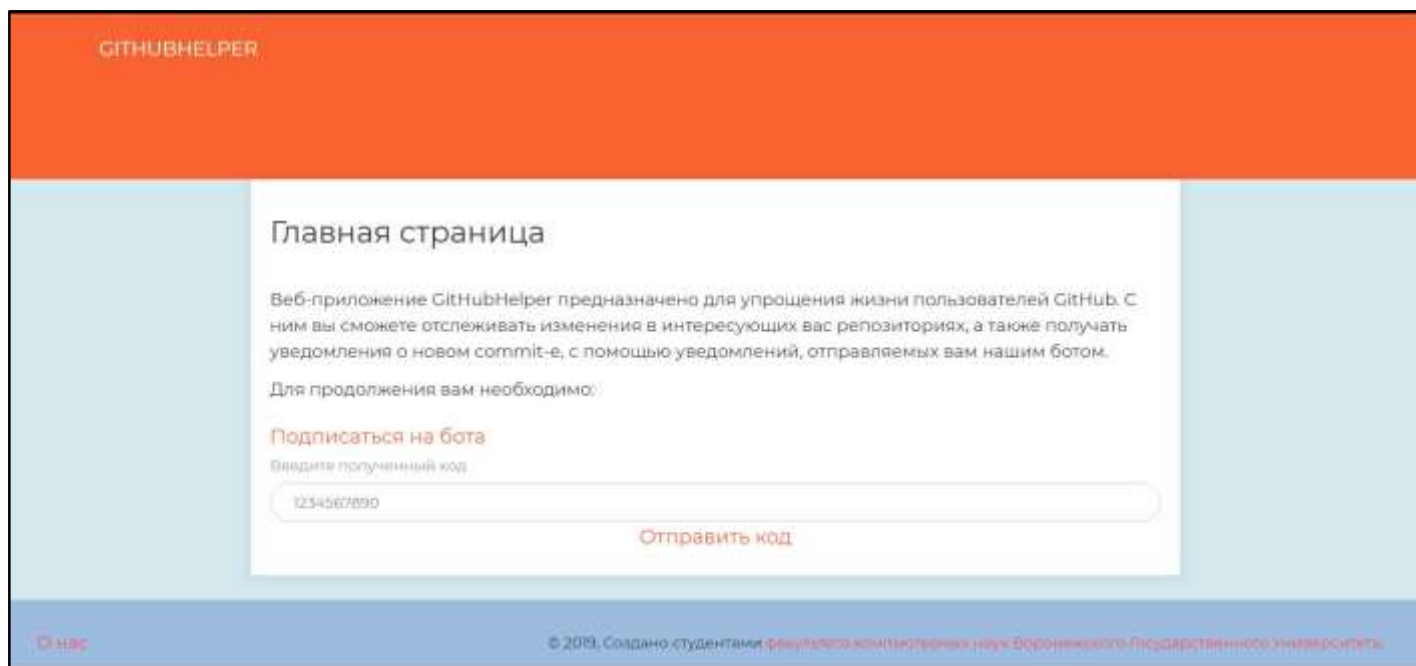 GITHUBHELPER
Главная страница
Веб-приложение GitHubHelper предназначено для упрощения жизни пользователей GitHub. С
ним вы сможете отслеживать изменения в интересующих вас репозиториях, а также получать
уведомления о новом commit-е, с помощью уведомлений, отправляемых вам нашим ботом.
Для продолжения вам необходимо:
Подписаться на бота
Введите полученный код
1234567890
Отправить код
О нас
© 2019, Создано студентами факультета компьютерных наук Воронежского Государственного Университета.